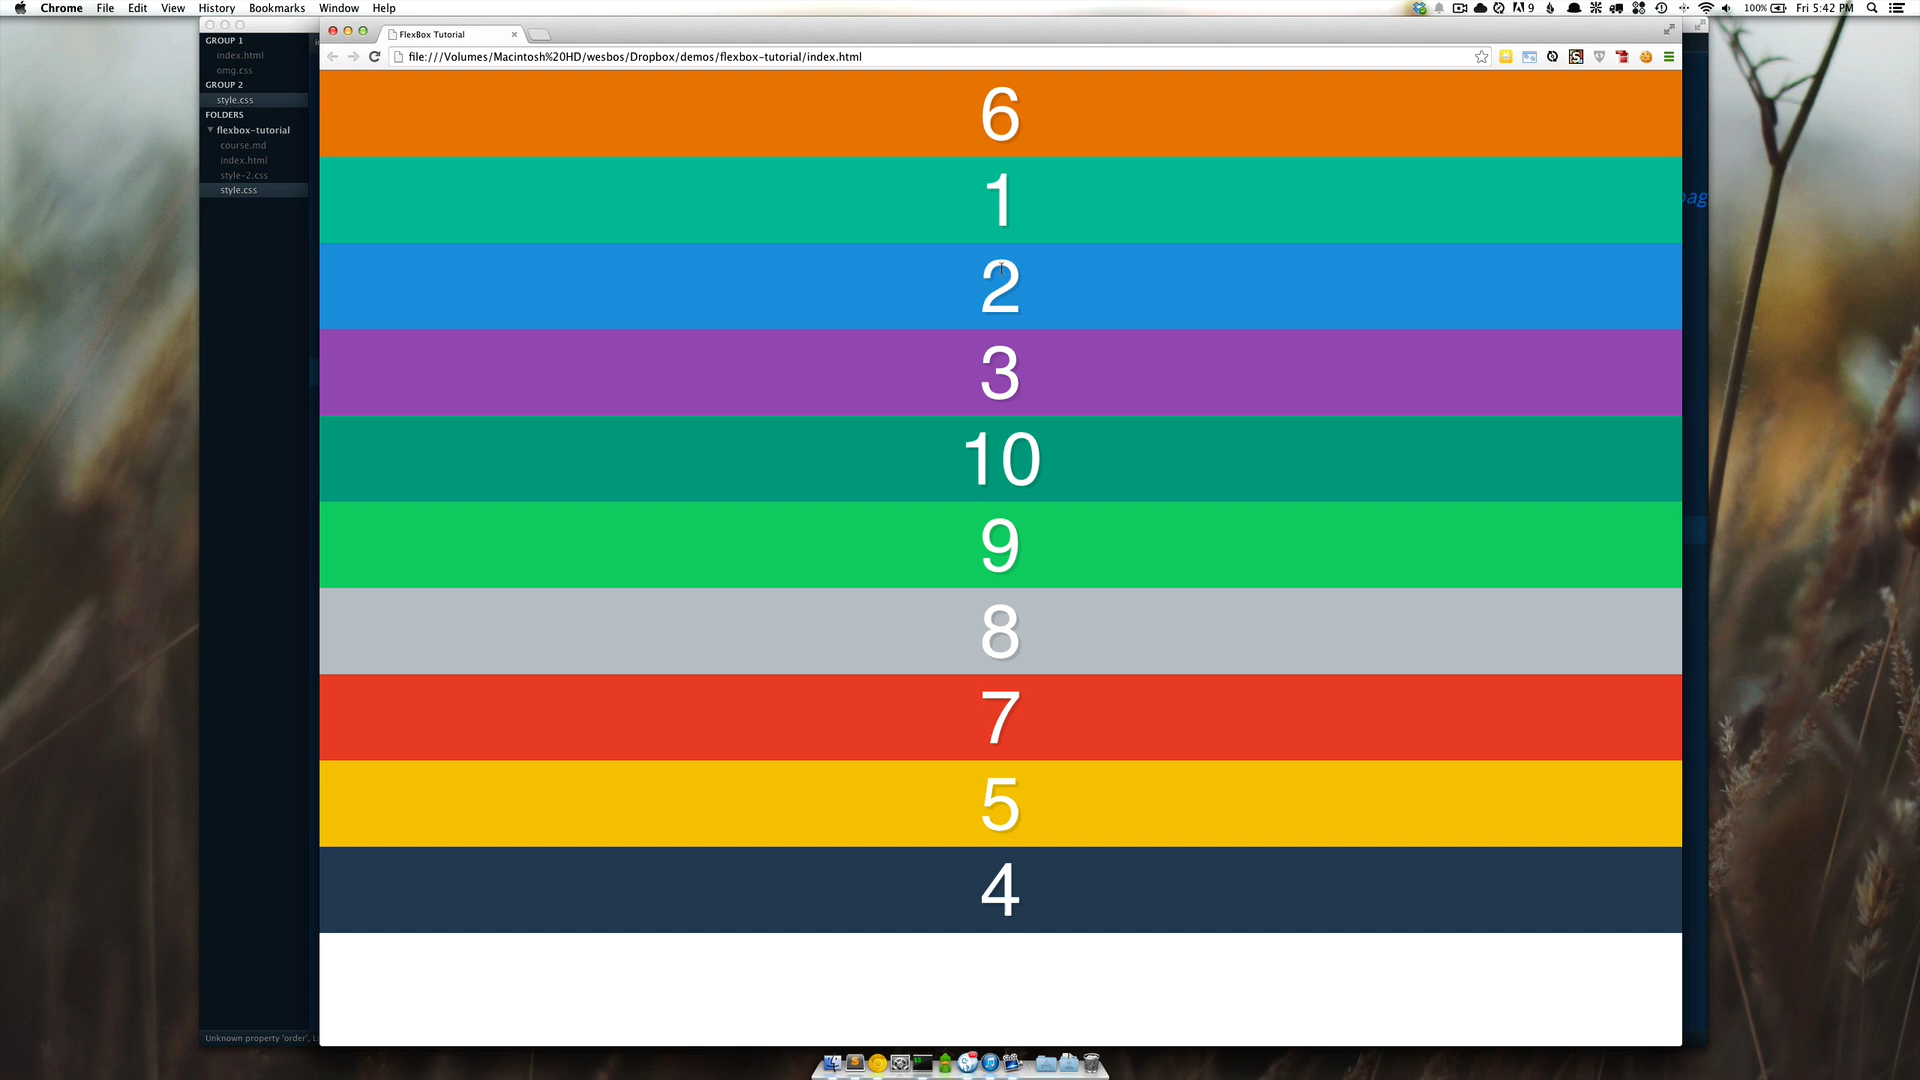 Chrome File Edit View History Bookmarks Window Help
9 100% Fri 5:42 PM
GROUP 1
index.html
omg.css
GROUP 2
style.css
FOLDERS
flexbox-tutorial
course.md
index.html
style-2.css
style.css
Unknown property 'order',
FlexBox Tutorial
file:///Volumes/Macintosh%20HD/wesbos/Dropbox/demos/flexbox-tutorial/index.html
6
1
2
3
10
9
8
7
5
4
pag